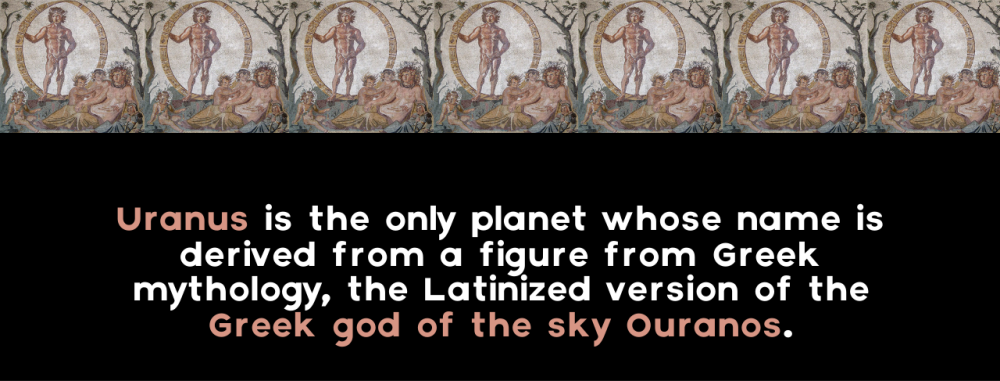 Uranus is the only planet whose name is
derived from a figure from Greek
mythology, the Latinized version of the
Greek god of the sky Ouranos.